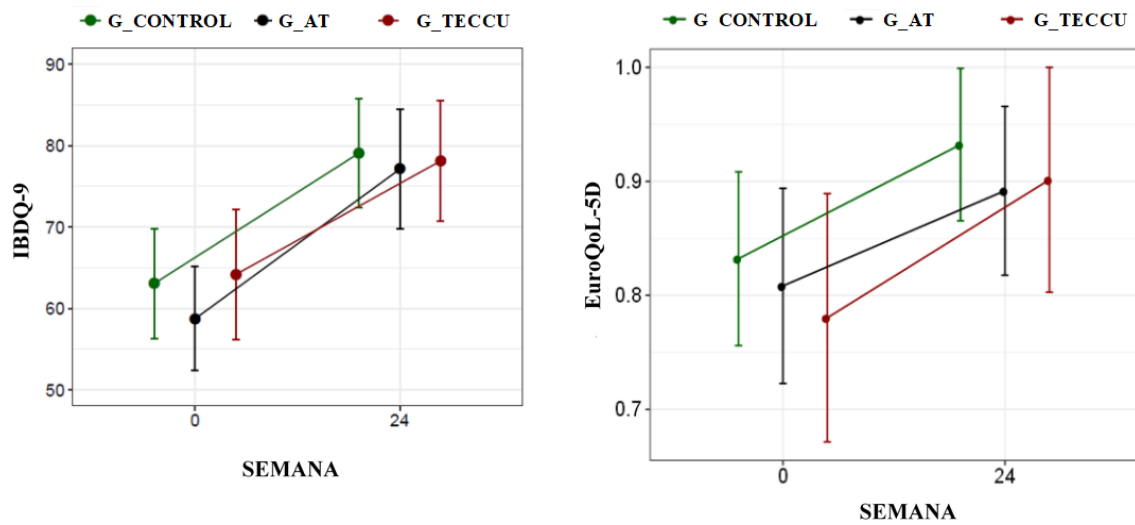 G_CONTROL G_AT G_TECCU
90
80
70
60
50
IBDQ-9
0 24
SEMANA
G CONTROL G_AT G_TECCU
1.0
0.9
0.8
0.7
EuroQoL-5D
0 24
SEMANA